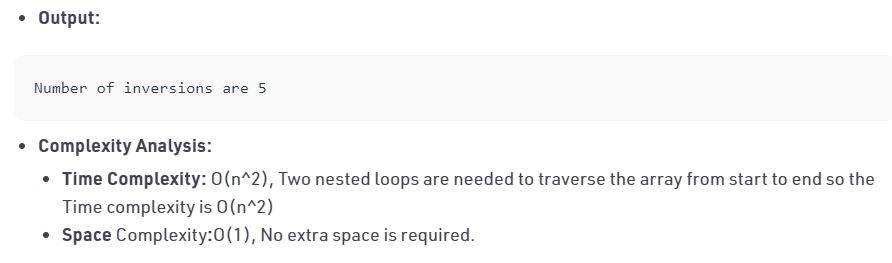 Output:
Number of inversions are 5
Complexity Analysis:
Time Complexity: O(n^2), Two nested loops are needed to traverse the array from start to end so the
Time complexity is O(n^2)
Space Complexity:O(1), No extra space is required.